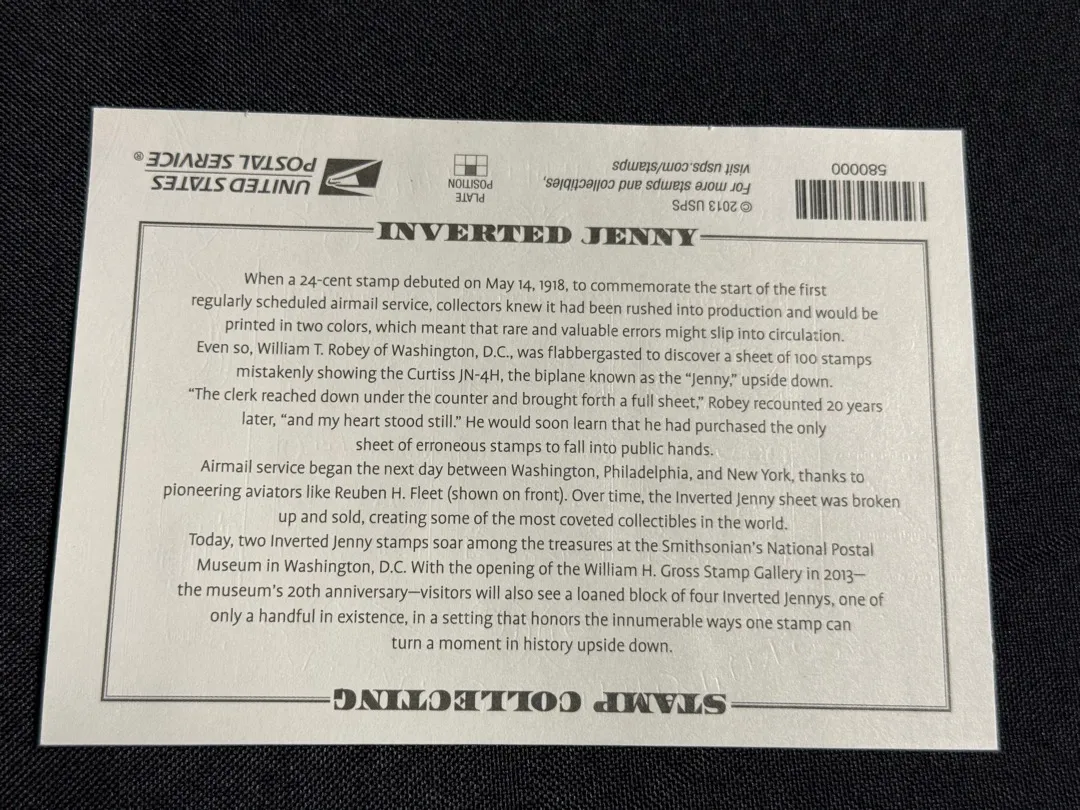 UNITED STATES
POSTAL SERVICE ®
PLATE
POSITION
© 2013 USPS
For more stamps and collectibles,
visit usps.com/stamps
580000
INVERTED JENNY
When a 24-cent stamp debuted on May 14, 1918, to commemorate the start of the first
regularly scheduled airmail service, collectors knew it had been rushed into production and would be
printed in two colors, which meant that rare and valuable errors might slip into circulation.
Even so, William T. Robey of Washington, D.C., was flabbergasted to discover a sheet of 100 stamps
mistakenly showing the Curtiss JN-4H, the biplane known as the “Jenny,” upside down.
“The clerk reached down under the counter and brought forth a full sheet,” Robey recounted 20 years
later, “and my heart stood still.” He would soon learn that he had purchased the only
sheet of erroneous stamps to fall into public hands.
Airmail service began the next day between Washington, Philadelphia, and New York, thanks to
pioneering aviators like Reuben H. Fleet (shown on front). Over time, the Inverted Jenny sheet was broken
up and sold, creating some of the most coveted collectibles in the world.
Today, two Inverted Jenny stamps soar among the treasures at the Smithsonian’s National Postal
Museum in Washington, D.C. With the opening of the William H. Gross Stamp Gallery in 2013—
the museum’s 20th anniversary—visitors will also see a loaned block of four Inverted Jennys, one of
only a handful in existence, in a setting that honors the innumerable ways one stamp can
turn a moment in history upside down.
STAMP COLLECTING